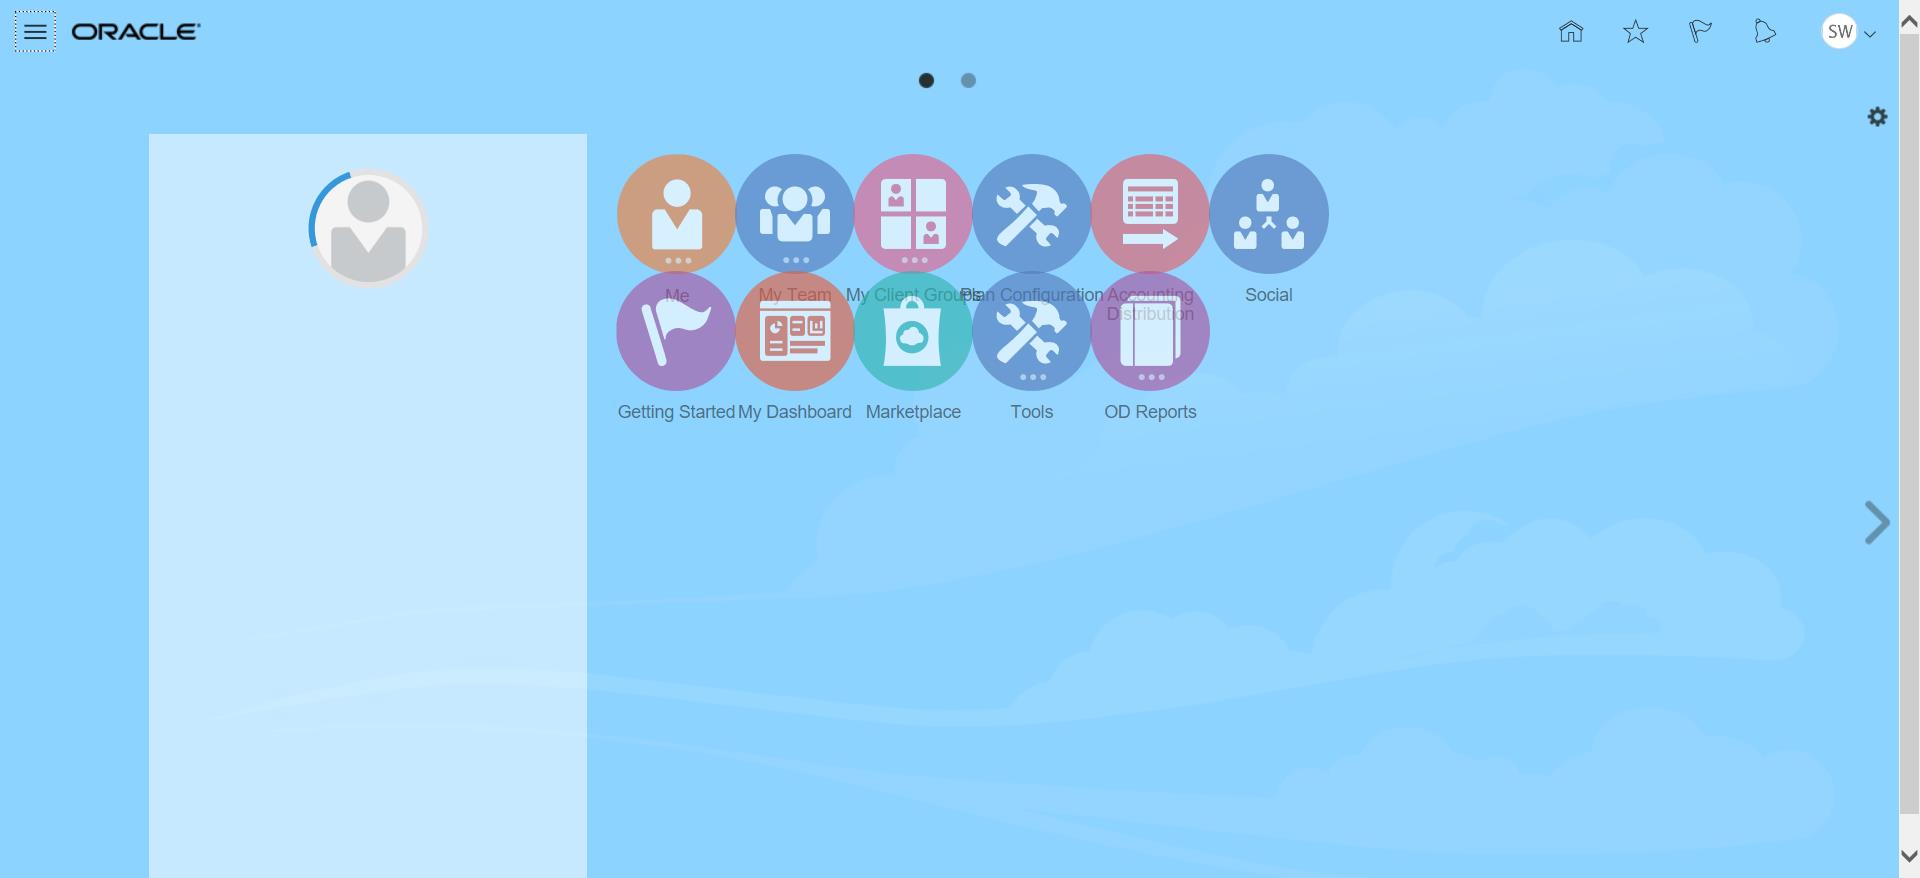 ORACLE
SW
Me
My Team
My Client Groups
Plan Configuration
Accounting
Distribution
Social
Getting Started
My Dashboard
Marketplace
Tools
OD Reports